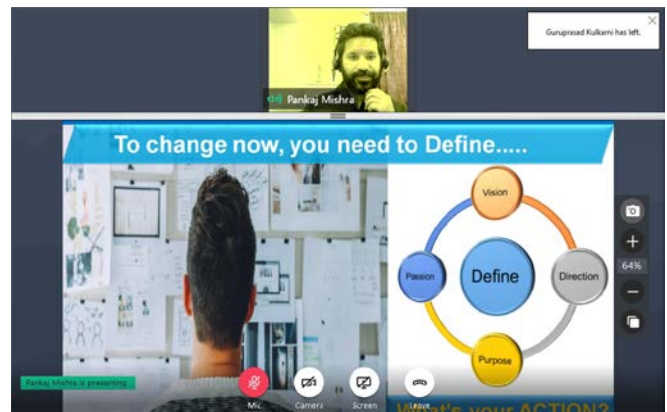 Guruprasad Kulkarni has left.
Pankaj Mishra
To change now, you need to Define.....
Vision
Passion
Define
Direction
64%
Purpose
Pankaj Mishra is presenting
Mic
Camera
Screen
Leave
What's your ACTION?